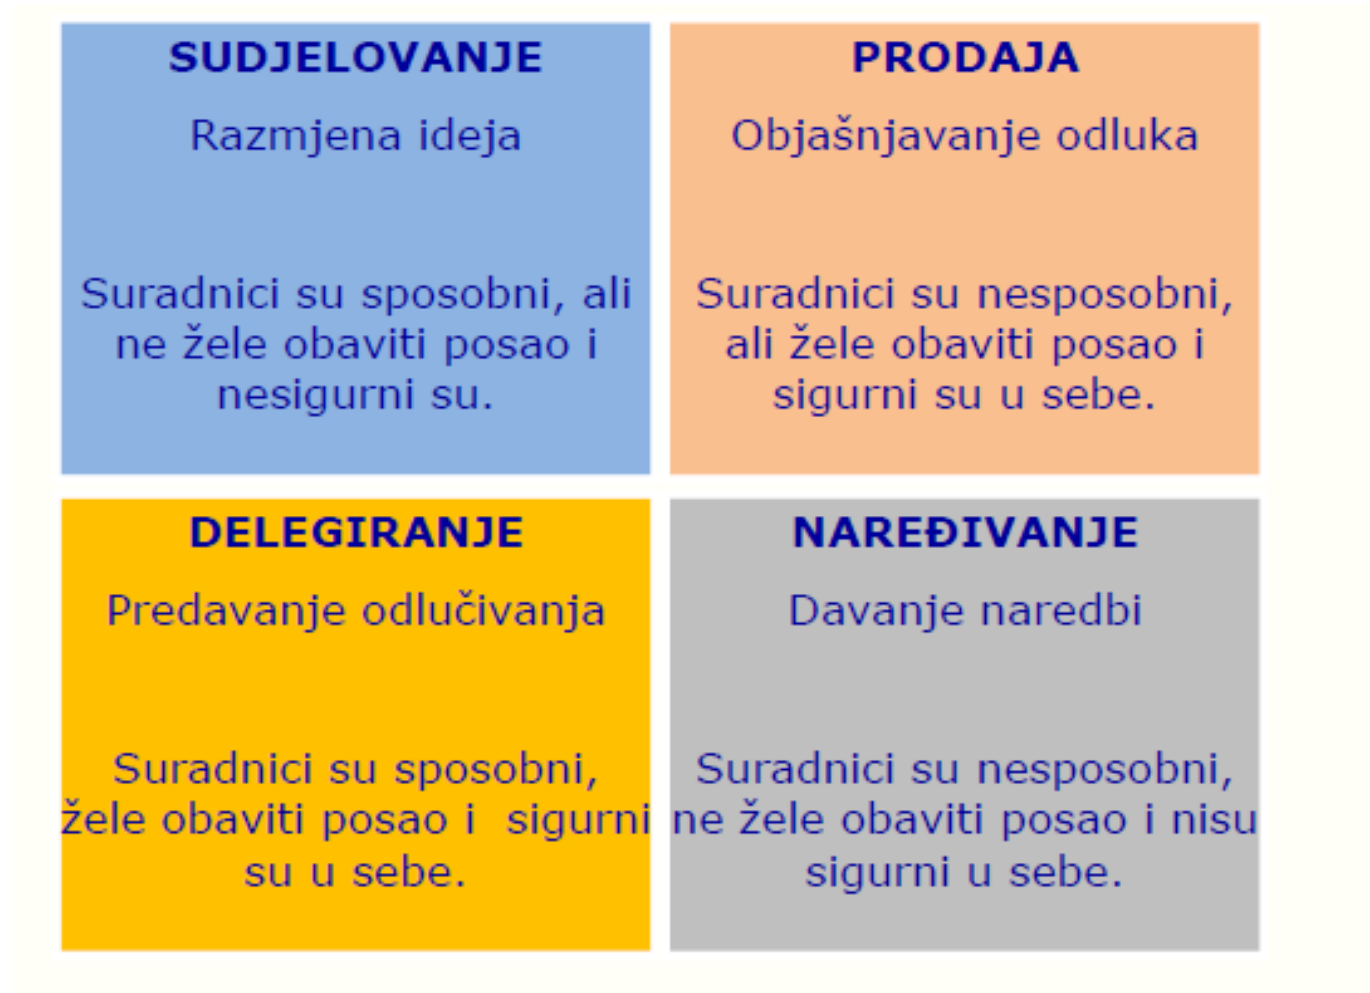 SUDJELOVANJE
Razmjena ideja
Suradnici su sposobni, ali
ne žele obaviti posao i
nesigurni su.
PRODAJA
Objašnjavanje odluka
Suradnici su nesposobni,
ali žele obaviti posao i
sigurni su u sebe.
DELEGIRANJE
Predavanje odlučivanja
Suradnici su sposobni,
žele obaviti posao i  sigurni
su u sebe.
NAREĐIVANJE
Davanje naredbi
Suradnici su nesposobni,
ne žele obaviti posao i nisu
sigurni u sebe.